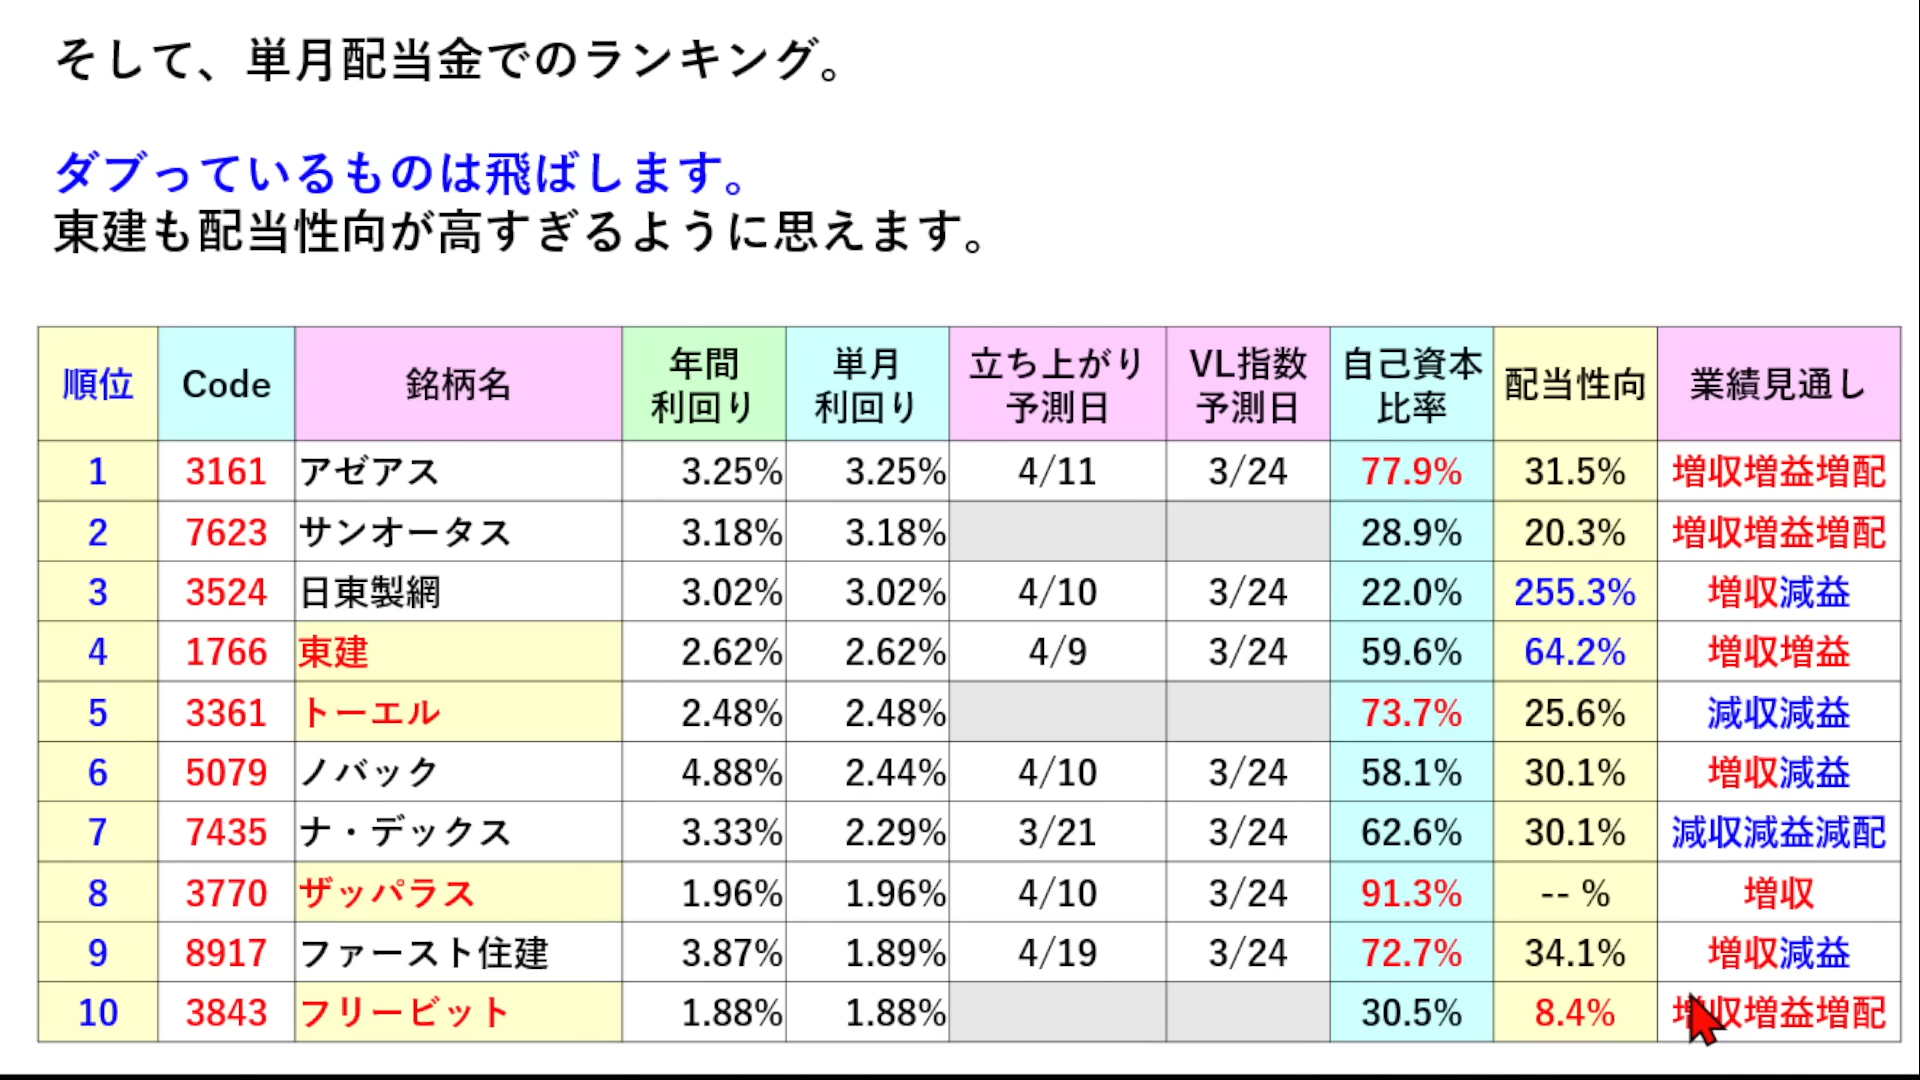 そして、単月配当金でのランキング。
ダブっているものは飛ばします。
東建も配当性向が高すぎるように思えます。
順位 Code 銘柄名 年間利回り 単月利回り 立ち上がり予測日 VL指数予測日 自己資本比率 配当性向 業績見通し
1 3161 アゼアス 3.25% 3.25% 4/11 3/24 77.9% 31.5% 増収増益増配
2 7623 サンオータス 3.18% 3.18% 28.9% 20.3% 増収増益増配
3 3524 日東製網 3.02% 3.02% 4/10 3/24 22.0% 255.3% 増収減益
4 1766 東建 2.62% 2.62% 4/9 3/24 59.6% 64.2% 増収増益
5 3361 トーエル 2.48% 2.48% 73.7% 25.6% 減収減益
6 5079 ノバック 4.88% 2.44% 4/10 3/24 58.1% 30.1% 増収減益
7 7435 ナ・デックス 3.33% 2.29% 3/21 3/24 62.6% 30.1% 減収減益減配
8 3770 ザッパラス 1.96% 1.96% 4/10 3/24 91.3% -- % 増収
9 8917 ファースト住建 3.87% 1.89% 4/19 3/24 72.7% 34.1% 増収減益
10 3843 フリービット 1.88% 1.88% 30.5% 8.4% 増収増益増配